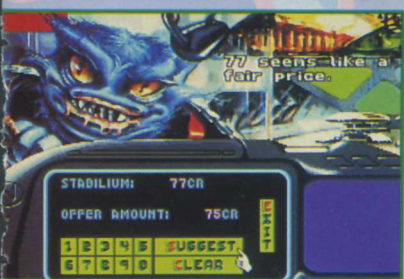 77 seems like a
fair price.
STABILIUM: 77CR
OFFER AMOUNT: 75CR
EXIT
1 2 3 4 5 SUGGEST
6 7 8 9 0 CLEAR